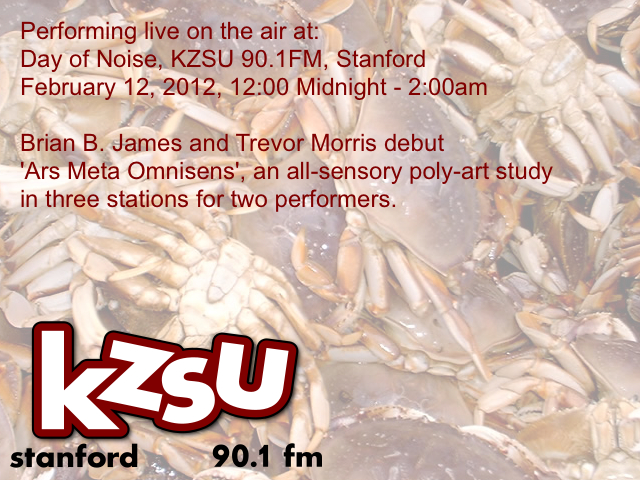 Performing live on the air at:
Day of Noise, KZSU 90.1FM, Stanford
February 12, 2012, 12:00 Midnight - 2:00am
Brian B. James and Trevor Morris debut
'Ars Meta Omnisens', an all-sensory poly-art study
in three stations for two performers.
kzsu
stanford 90.1 fm